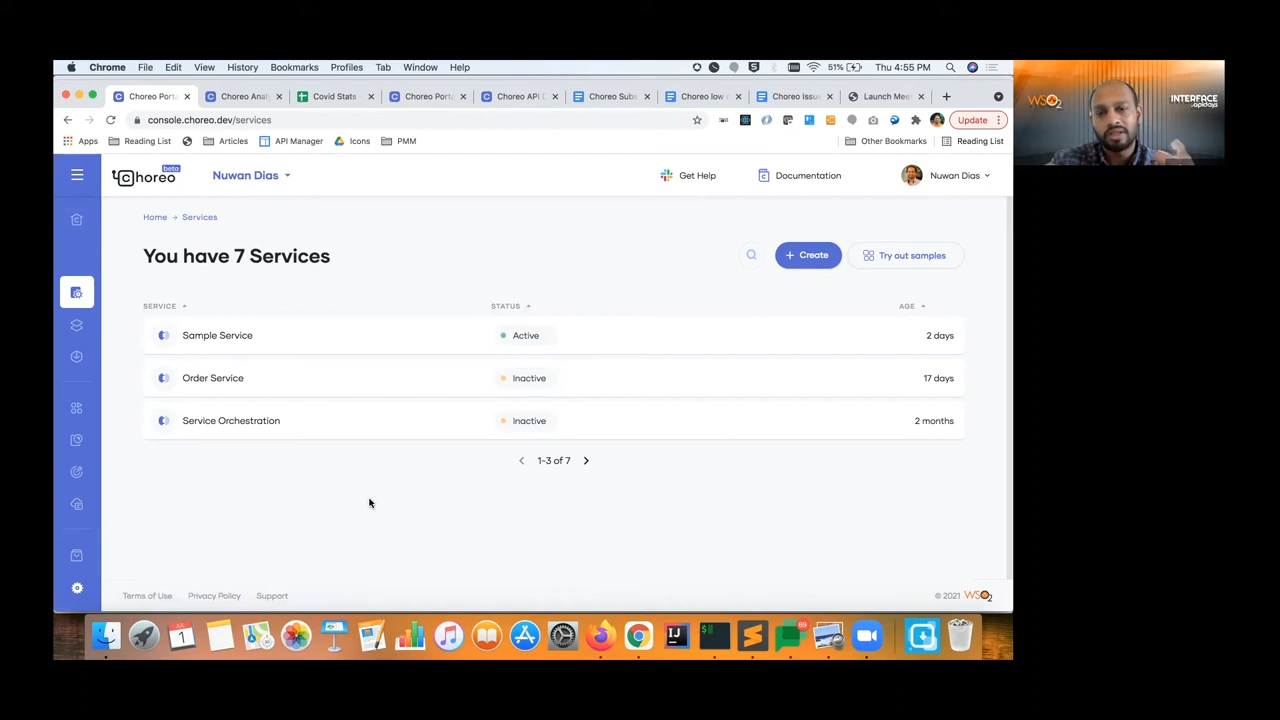 Chrome File Edit View History Bookmarks Profiles Tab Window Help 51% Thu 4:55 PM
Choreo Porta Choreo Anal Covid Stats Choreo Porta Choreo API D Choreo Subs Choreo low c Choreo Issue Launch Mee
console.choreo.dev/services Update
Apps Reading List Articles API Manager Icons PMM Other Bookmarks Reading List
WSO2 INTERFACE
Choreo beta Nuwan Dias Get Help Documentation Nuwan Dias
Home → Services
You have 7 Services + Create Try out samples
SERVICE STATUS AGE
Sample Service Active 2 days
Order Service Inactive 17 days
Service Orchestration Inactive 2 months
1-3 of 7
Terms of Use Privacy Policy Support © 2021 WSO2
1
69